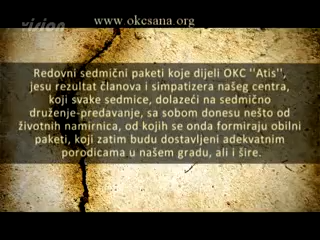 vision
www.okcsana.org
Redovni sedmični paketi koje dijeli OKC ''Atis'',
jesu rezultat članova i simpatizera našeg centra,
koji svake sedmice, dolazeći na sedmično
druženje-predavanje, sa sobom donesu nešto od
životnih namirnica, od kojih se onda formiraju obilni
paketi, koji zatim budu dostavljeni adekvatnim
porodicama u našem gradu, ali i šire.